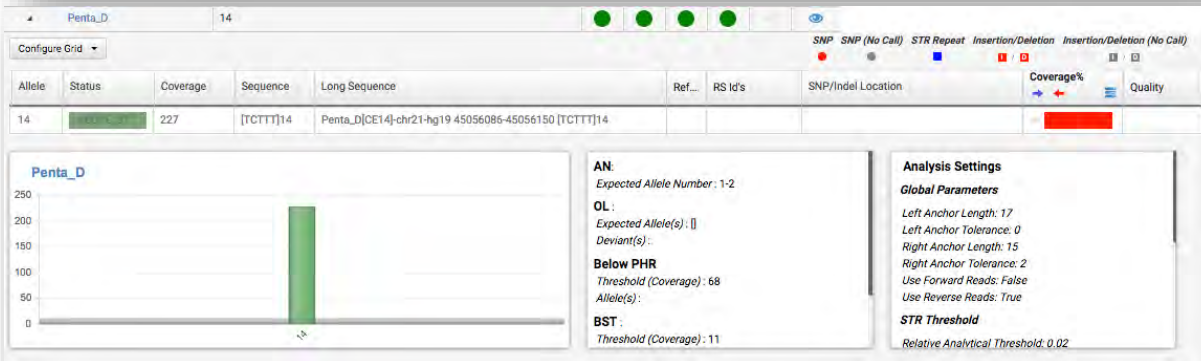 Penta_D 14
Configure Grid
SNP SNP (No Call) STR Repeat Insertion/Deletion Insertion/Deletion (No Call)
I / D I / D
Allele Status Coverage Sequence Long Sequence Ref... RS Id's SNP/Indel Location Coverage% Quality
14 227 [TCTTT]14 Penta_D[CE14]-chr21-hg19 45056086-45056150 [TCTTT]14
Penta_D
250
200
150
100
50
0
14
AN:
Expected Allele Number : 1-2
OL :
Expected Allele(s) : []
Deviant(s) :
Below PHR
Threshold (Coverage) : 68
Allele(s) :
BST :
Threshold (Coverage) : 11
Analysis Settings
Global Parameters
Left Anchor Length: 17
Left Anchor Tolerance: 0
Right Anchor Length: 15
Right Anchor Tolerance: 2
Use Forward Reads: False
Use Reverse Reads: True
STR Threshold
Relative Analytical Threshold: 0.02